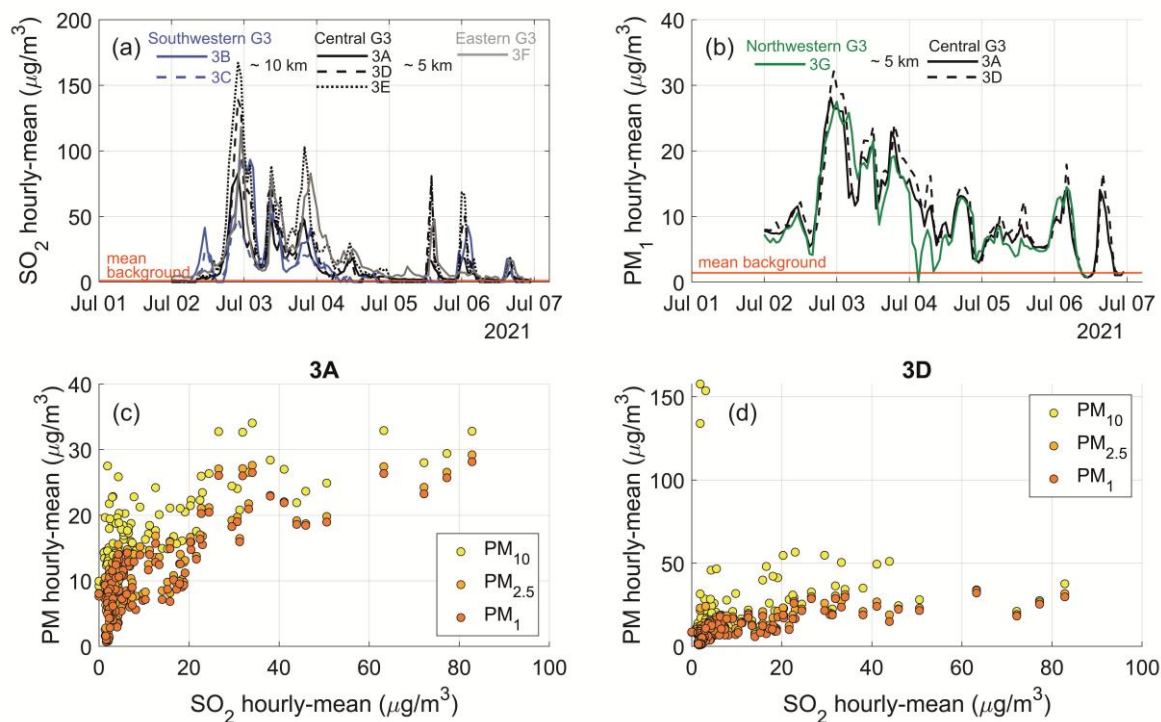 (a)
Southwestern G3 Central G3 Eastern G3
3B 3A 3F
3C ~ 10 km 3D ~ 5 km
3E
mean
background
SO2 hourly-mean (μg/m3)
200
150
100
50
0
Jul 01 Jul 02 Jul 03 Jul 04 Jul 05 Jul 06 Jul 07
2021
(b)
Northwestern G3 Central G3
3G ~ 5 km 3A
3D
mean background
PM1 hourly-mean (μg/m3)
40
30
20
10
0
Jul 01 Jul 02 Jul 03 Jul 04 Jul 05 Jul 06 Jul 07
2021
3A
(c)
PM hourly-mean (μg/m3)
40
30
20
10
0
PM10
PM2.5
PM1
0 20 40 60 80 100
SO2 hourly-mean (μg/m3)
3D
(d)
PM hourly-mean (μg/m3)
150
100
50
0
PM10
PM2.5
PM1
0 20 40 60 80 100
SO2 hourly-mean (μg/m3)